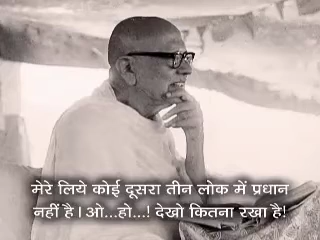 मेरे लिये कोई दूसरा तीन लोक में प्रधान
नहीं है। ओ...हो...! देखो कितना रखा है!